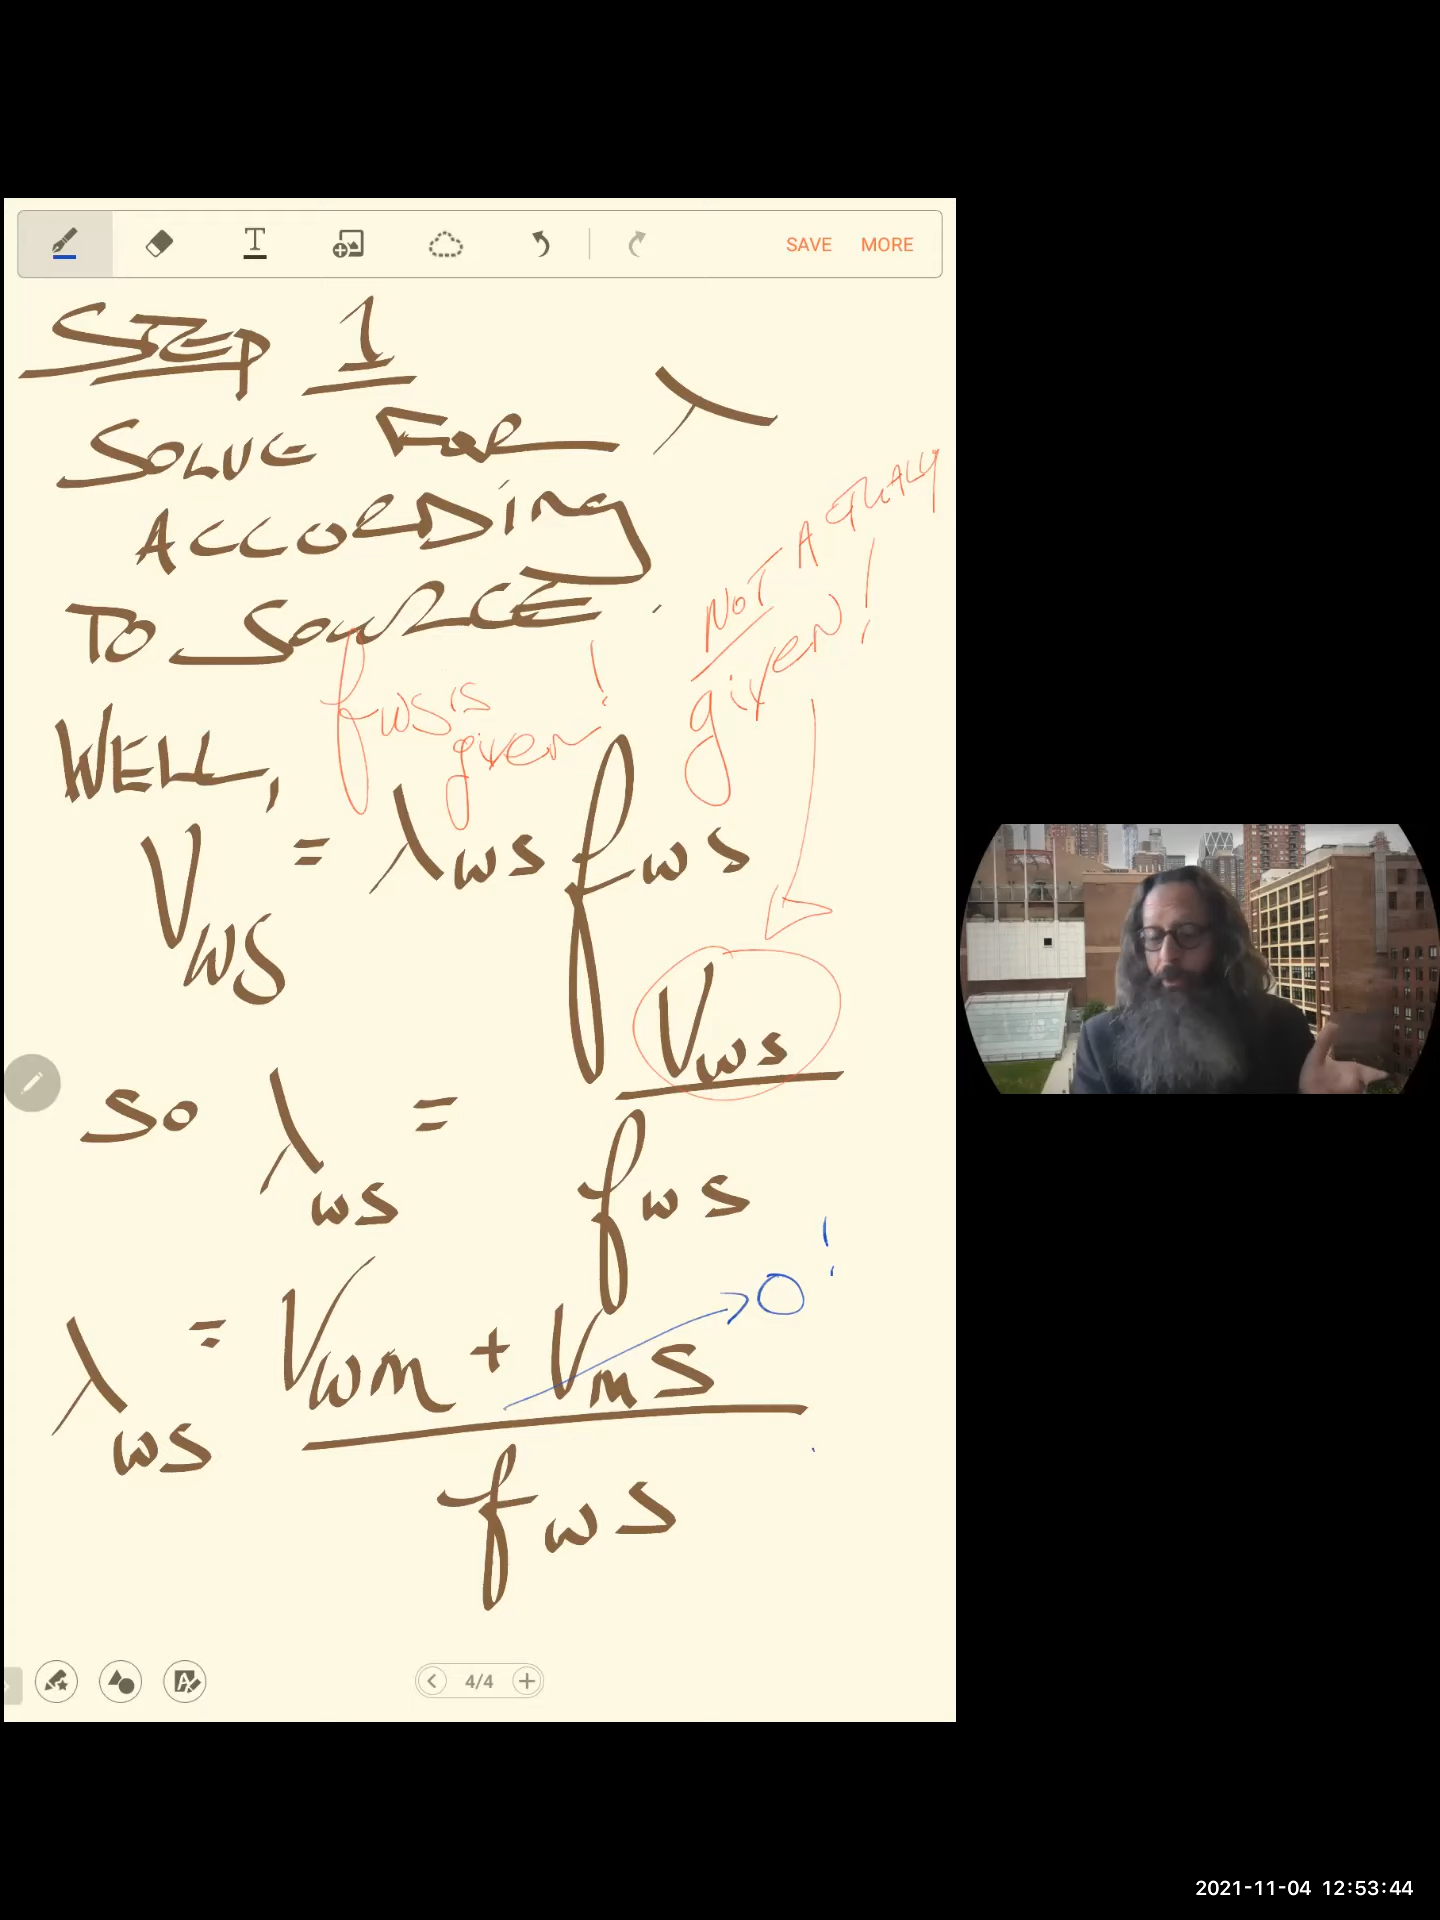 SAVE MORE
STEP 1
SOLVE FOR λ
ACCORDING
TO SOURCE.
NOT ACTUALLY
given!
fws is
given!
WELL,
Vws = λws fws
so λws = Vws
fws
λws = Vwm + Vms → 0!
fws
4/4
2021-11-04 12:53:44